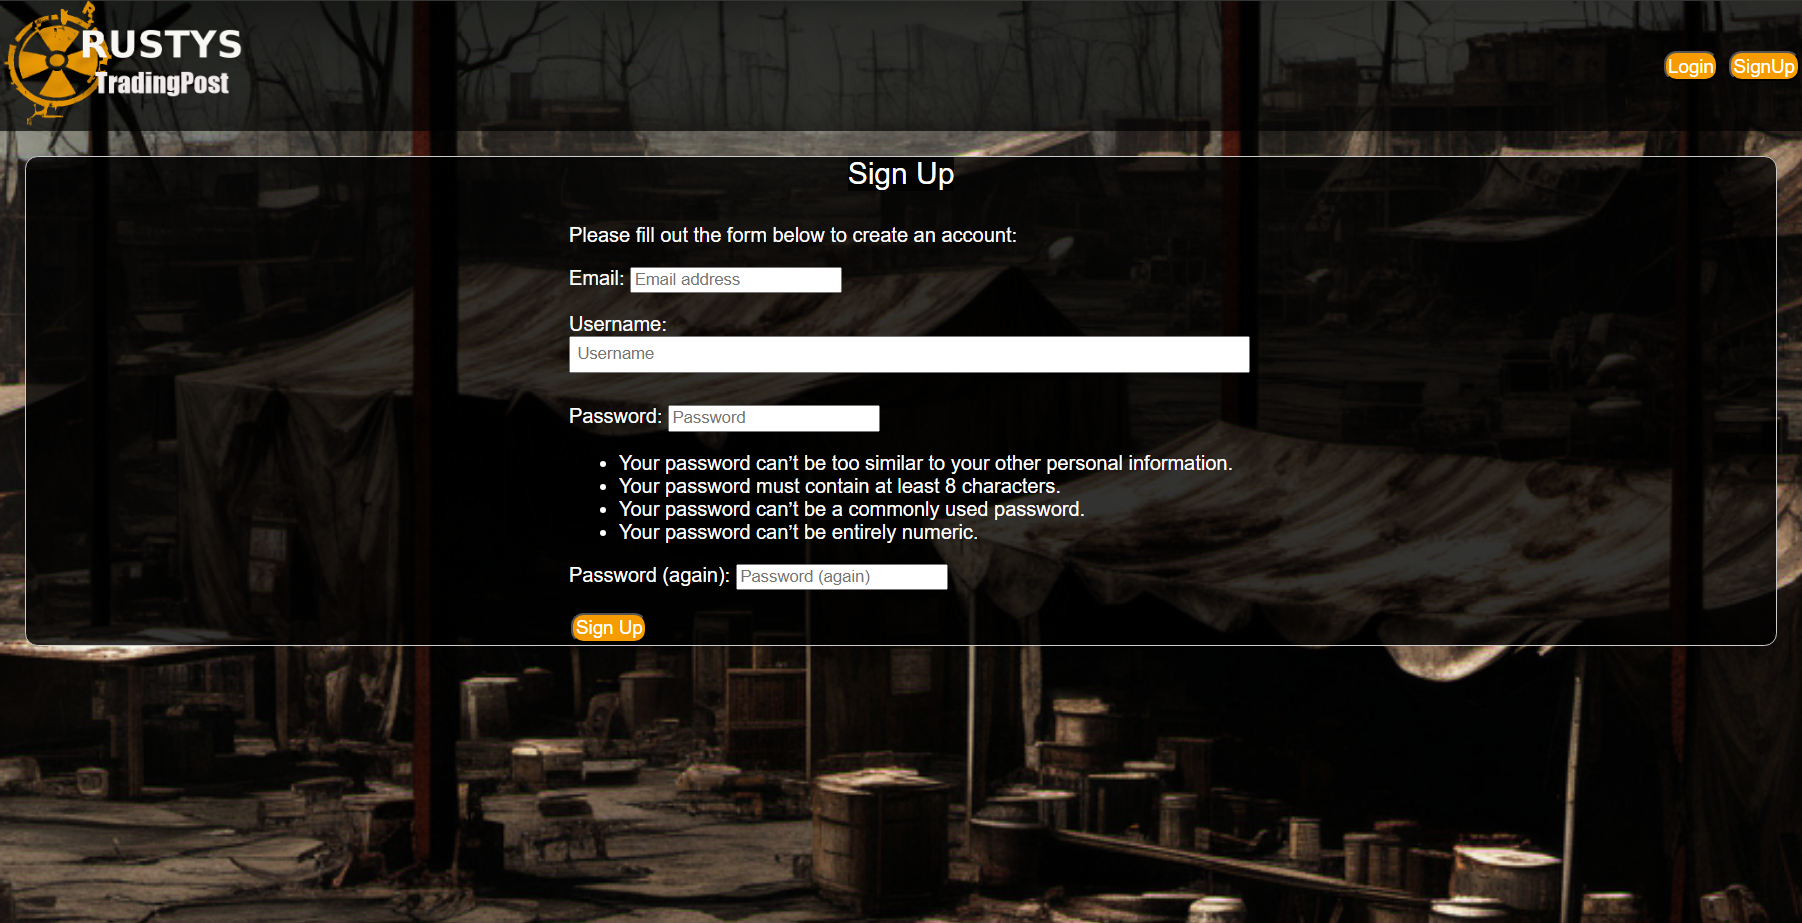 RUSTYS
TradingPost
Login SignUp
Sign Up
Please fill out the form below to create an account:
Email: Email address
Username:
Username
Password: Password
Your password can’t be too similar to your other personal information.
Your password must contain at least 8 characters.
Your password can’t be a commonly used password.
Your password can’t be entirely numeric.
Password (again): Password (again)
Sign Up